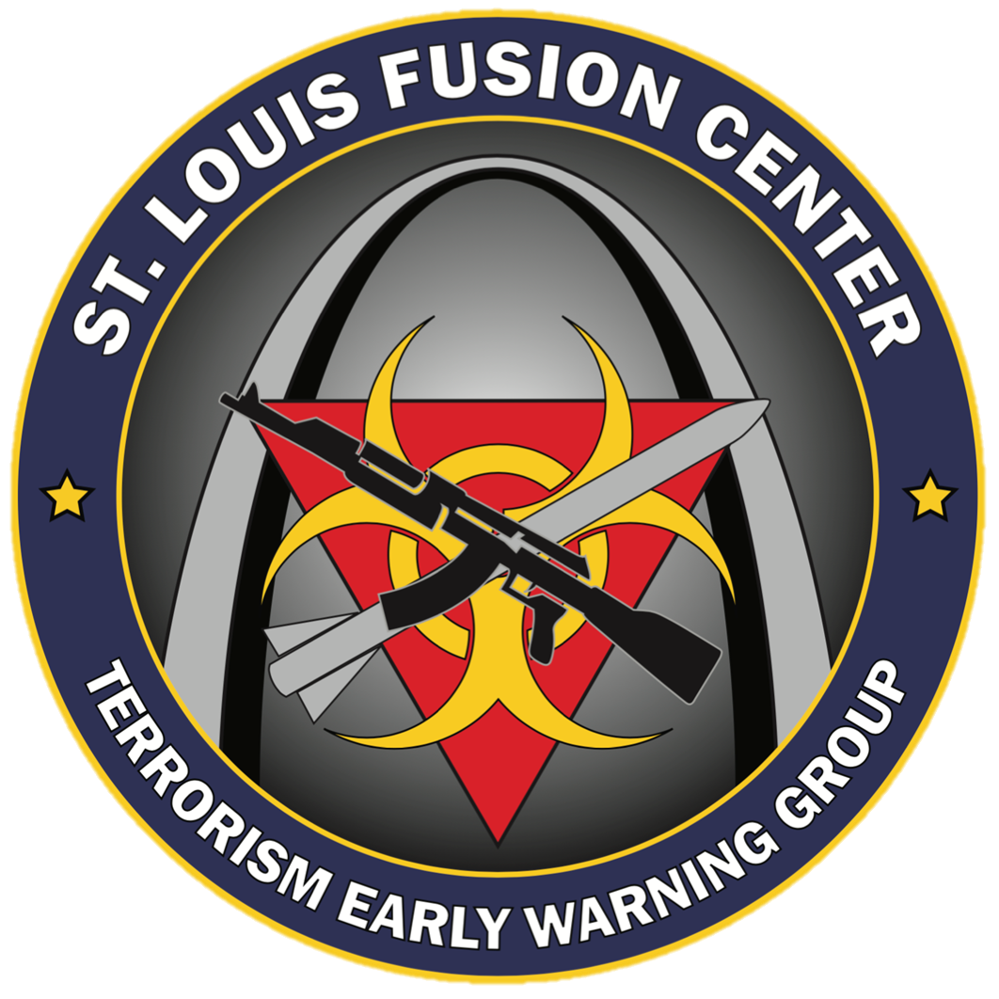 ST. LOUIS FUSION CENTER
TERRORISM EARLY WARNING GROUP